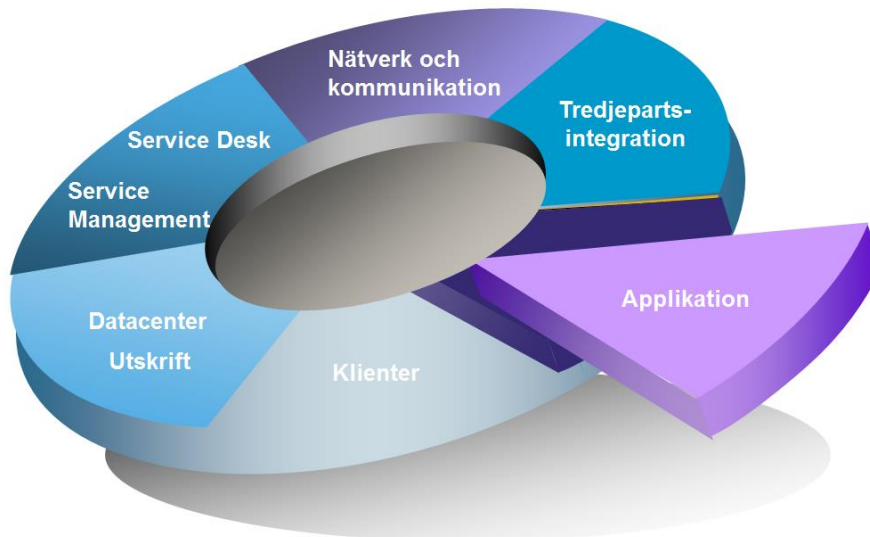 Nätverk och
kommunikation
Tredjeparts-
integration
Service Desk
Service
Management
Applikation
Datacenter
Utskrift
Klienter